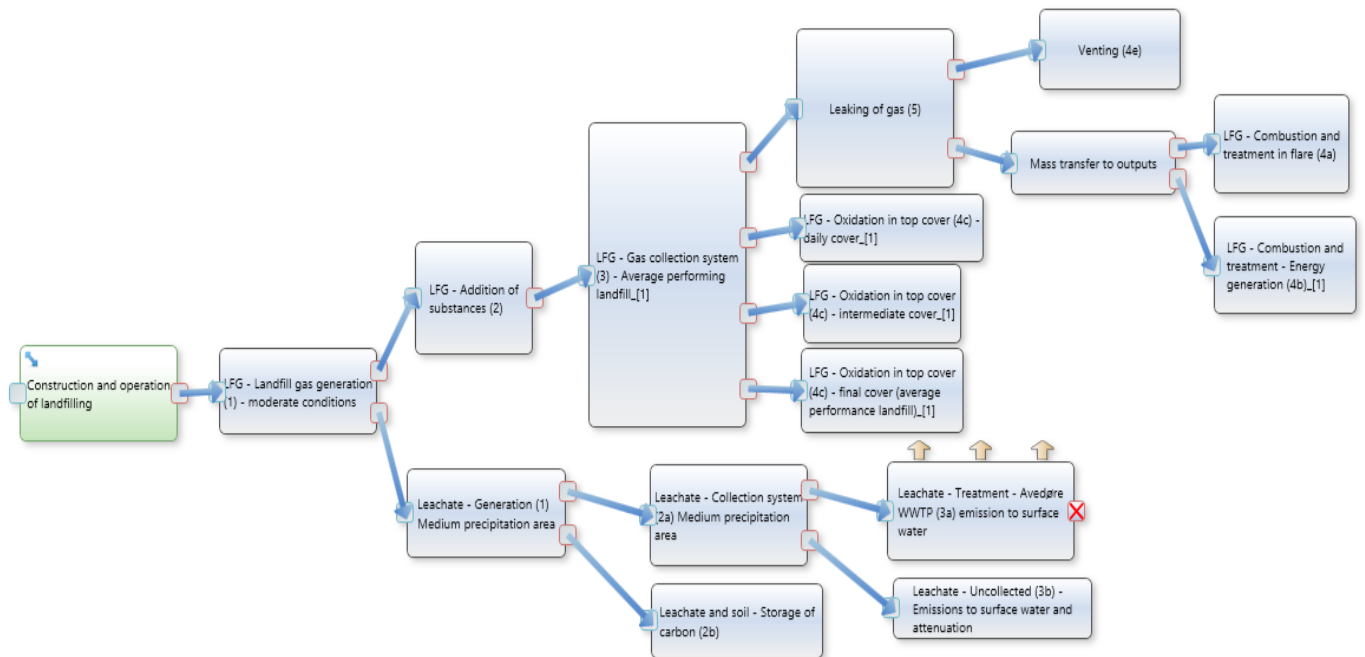 Venting (4e)
Leaking of gas (5)
LFG - Combustion and
treatment in flare (4a)
Mass transfer to outputs
LFG - Oxidation in top cover (4c) -
daily cover_[1]
LFG - Combustion and
treatment - Energy
generation (4b)_[1]
LFG - Gas collection system
(3) - Average performing
landfill_[1]
LFG - Addition of
substances (2)
LFG - Oxidation in top cover
(4c) - intermediate cover_[1]
LFG - Oxidation in top cover
(4c) - final cover (average
performance landfill)_[1]
Construction and operation
of landfilling
LFG - Landfill gas generation
(1) - moderate conditions
Leachate - Generation (1)
Medium precipitation area
Leachate - Collection system
(2a) Medium precipitation
area
Leachate - Treatment - Avedøre
WWTP (3a) emission to surface
water
Leachate and soil - Storage of
carbon (2b)
Leachate - Uncollected (3b) -
Emissions to surface water and
attenuation